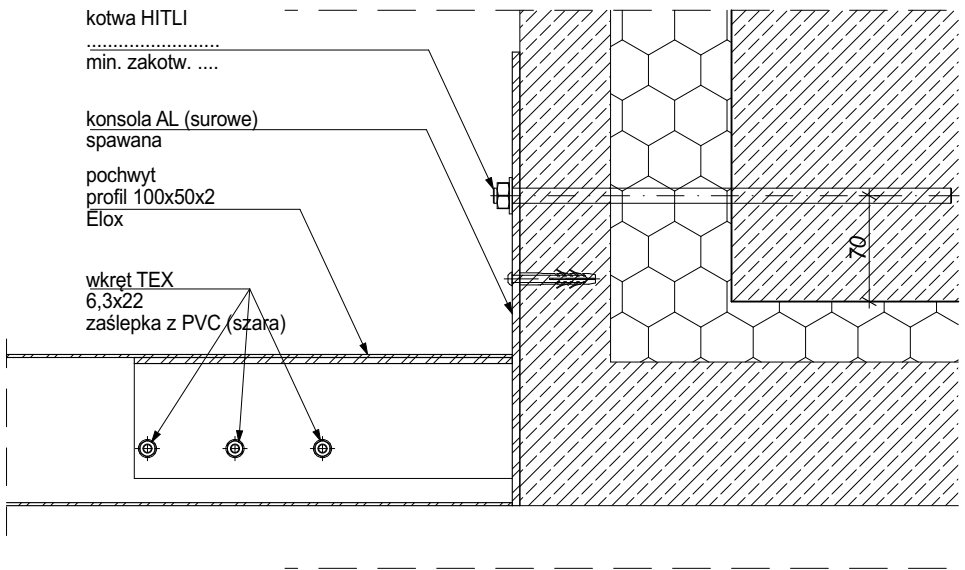 kotwa HITLI
.........................
min. zakotw. ....
konsola AL (surowe)
spawana
pochwyt
profil 100x50x2
Elox
wkręt TEX
6,3x22
zaślepka z PVC (szara)
70